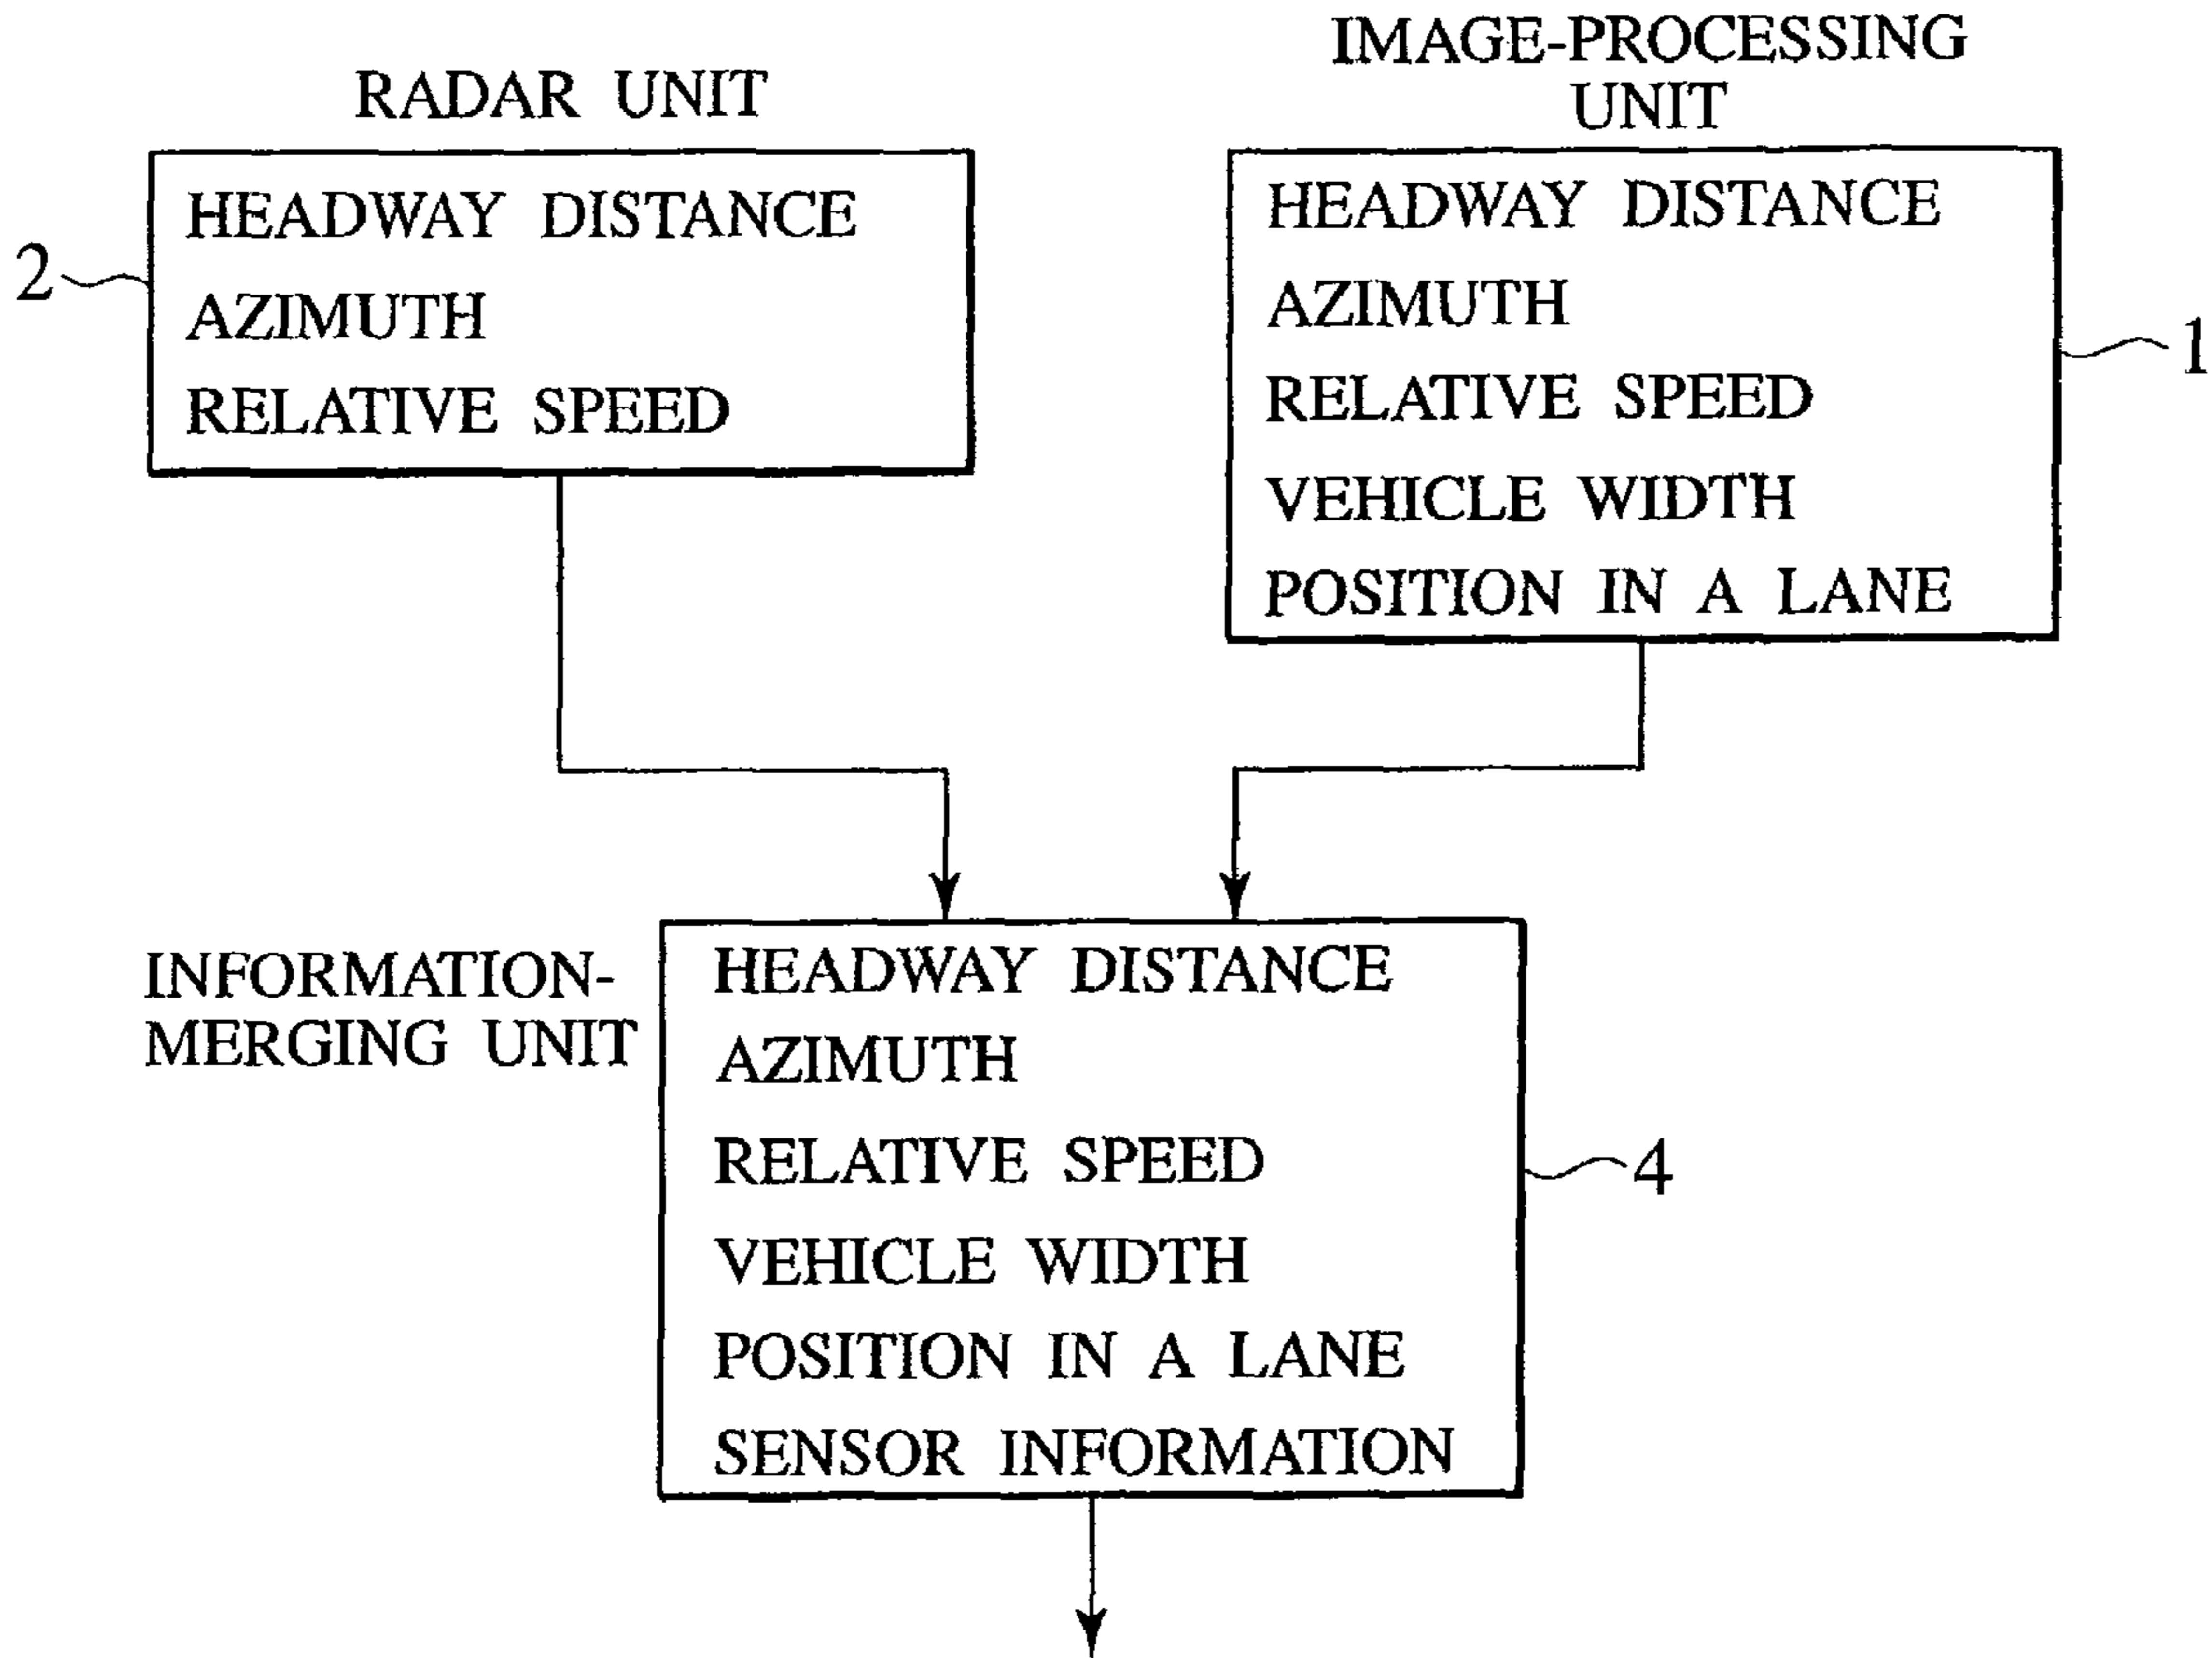 RADAR UNIT
2
HEADWAY DISTANCE
AZIMUTH
RELATIVE SPEED
IMAGE-PROCESSING
UNIT
HEADWAY DISTANCE
AZIMUTH
RELATIVE SPEED
VEHICLE WIDTH
POSITION IN A LANE
1
INFORMATION-
MERGING UNIT
HEADWAY DISTANCE
AZIMUTH
RELATIVE SPEED
VEHICLE WIDTH
POSITION IN A LANE
SENSOR INFORMATION
4